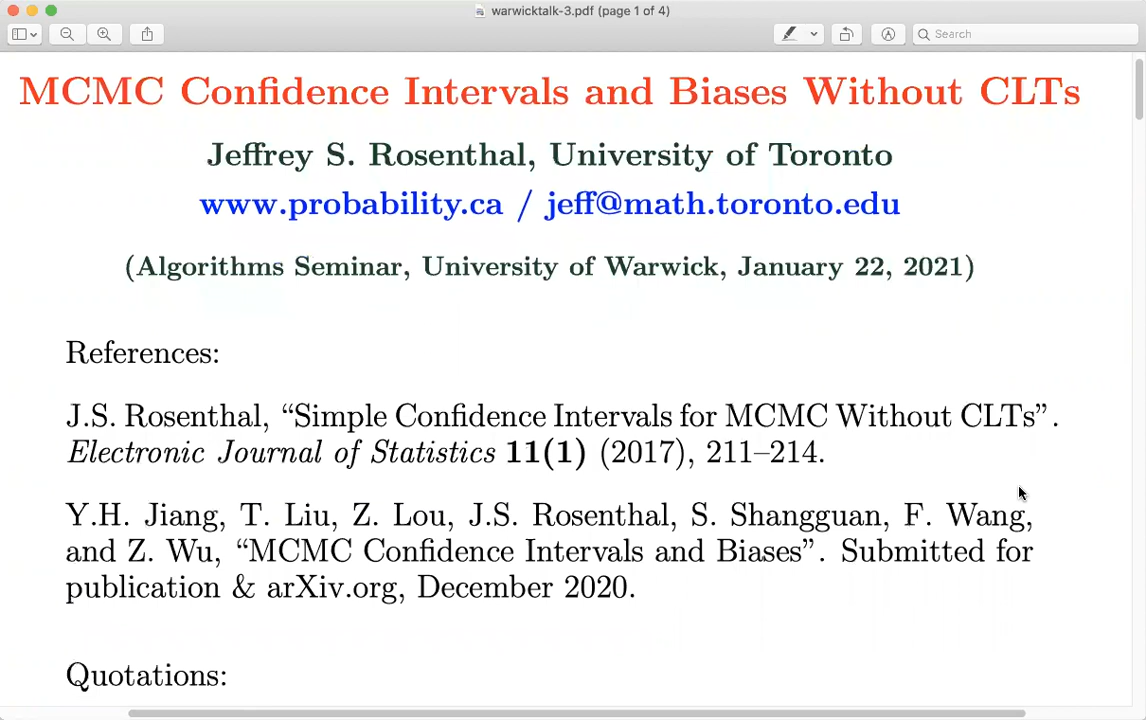 warwicktalk-3.pdf (page 1 of 4)
Search
MCMC Confidence Intervals and Biases Without CLTs
Jeffrey S. Rosenthal, University of Toronto
www.probability.ca / jeff@math.toronto.edu
(Algorithms Seminar, University of Warwick, January 22, 2021)
References:
J.S. Rosenthal, “Simple Confidence Intervals for MCMC Without CLTs”.
Electronic Journal of Statistics 11(1) (2017), 211–214.
Y.H. Jiang, T. Liu, Z. Lou, J.S. Rosenthal, S. Shangguan, F. Wang,
and Z. Wu, “MCMC Confidence Intervals and Biases”. Submitted for
publication & arXiv.org, December 2020.
Quotations: